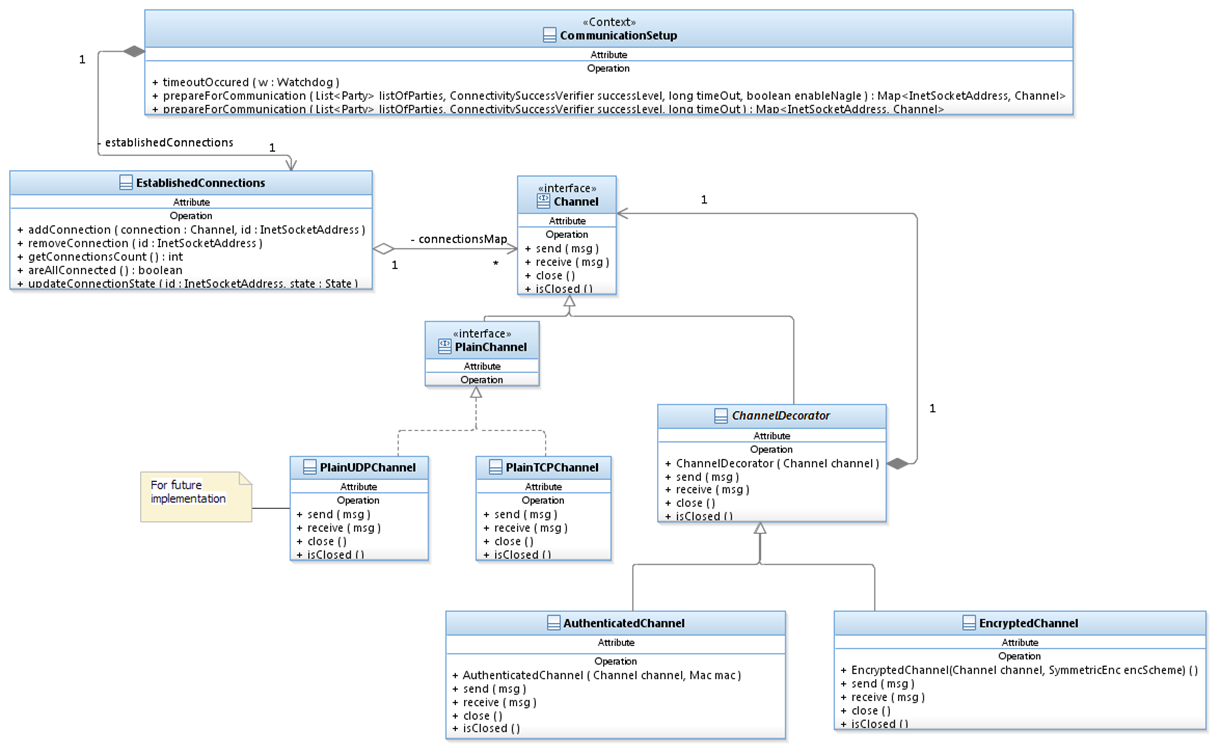 «Context»
CommunicationSetup
Attribute
Operation
+ timeoutOccured ( w : Watchdog )
+ prepareForCommunication ( List<Party> listOfParties, ConnectivitySuccessVerifier successLevel, long timeOut, boolean enableNagle ) : Map<InetSocketAddress, Channel>
+ prepareForCommunication ( List<Party> listOfParties, ConnectivitySuccessVerifier successLevel, long timeOut ) : Map<InetSocketAddress, Channel>
1
- establishedConnections
1
EstablishedConnections
Attribute
Operation
+ addConnection ( connection : Channel, id : InetSocketAddress )
+ removeConnection ( id : InetSocketAddress )
+ getConnectionsCount ( ) : int
+ areAllConnected ( ) : boolean
+ updateConnectionState ( id : InetSocketAddress, state : State )
- connectionsMap
1
*
«interface»
Channel
Attribute
Operation
+ send ( msg )
+ receive ( msg )
+ close ( )
+ isClosed ( )
1
1
«interface»
PlainChannel
Attribute
Operation
ChannelDecorator
Attribute
Operation
+ ChannelDecorator ( Channel channel )
+ send ( msg )
+ receive ( msg )
+ close ( )
+ isClosed ( )
For future
implementation
PlainUDPChannel
Attribute
Operation
+ send ( msg )
+ receive ( msg )
+ close ( )
+ isClosed ( )
PlainTCPChannel
Attribute
Operation
+ send ( msg )
+ receive ( msg )
+ close ( )
+ isClosed ( )
AuthenticatedChannel
Attribute
Operation
+ AuthenticatedChannel ( Channel channel, Mac mac )
+ send ( msg )
+ receive ( msg )
+ close ( )
+ isClosed ( )
EncryptedChannel
Attribute
Operation
+ EncryptedChannel(Channel channel, SymmetricEnc encScheme) ( )
+ send ( msg )
+ receive ( msg )
+ close ( )
+ isClosed ( )